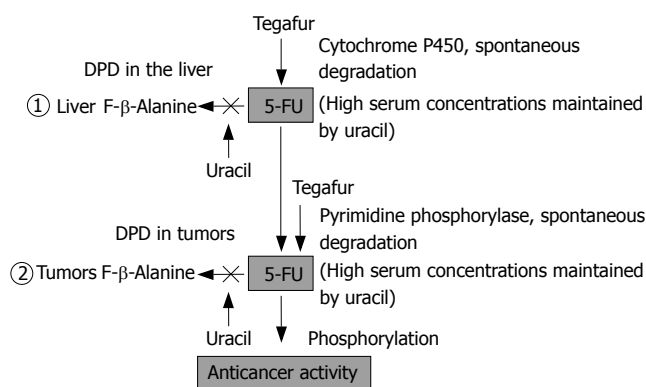 Tegafur
Cytochrome P450, spontaneous
degradation
DPD in the liver
① Liver F-β-Alanine
5-FU
(High serum concentrations maintained
by uracil)
Uracil
Tegafur
Pyrimidine phosphorylase, spontaneous
degradation
DPD in tumors
② Tumors F-β-Alanine
5-FU
(High serum concentrations maintained
by uracil)
Uracil
Phosphorylation
Anticancer activity